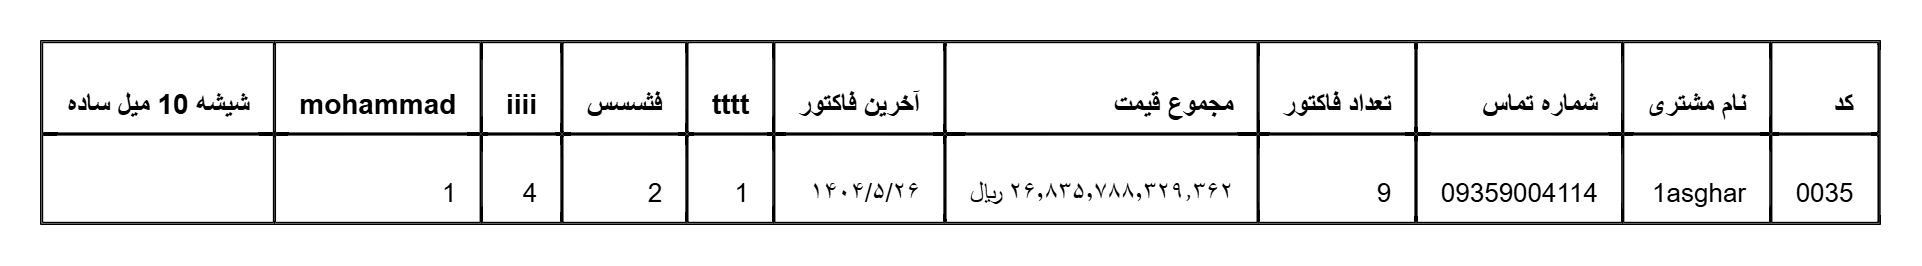 کد	نام مشتری	شماره تماس	تعداد فاکتور	مجموع قیمت	آخرین فاکتور	tttt	فثسسس	iiii	mohammad	شیشه 10 میل ساده
0035	1asghar	09359004114	9	۲۶,۸۳۵,۷۸۸,۳۲۹,۳۶۲ ریال	۱۴۰۴/۵/۲۶	1	2	4	1